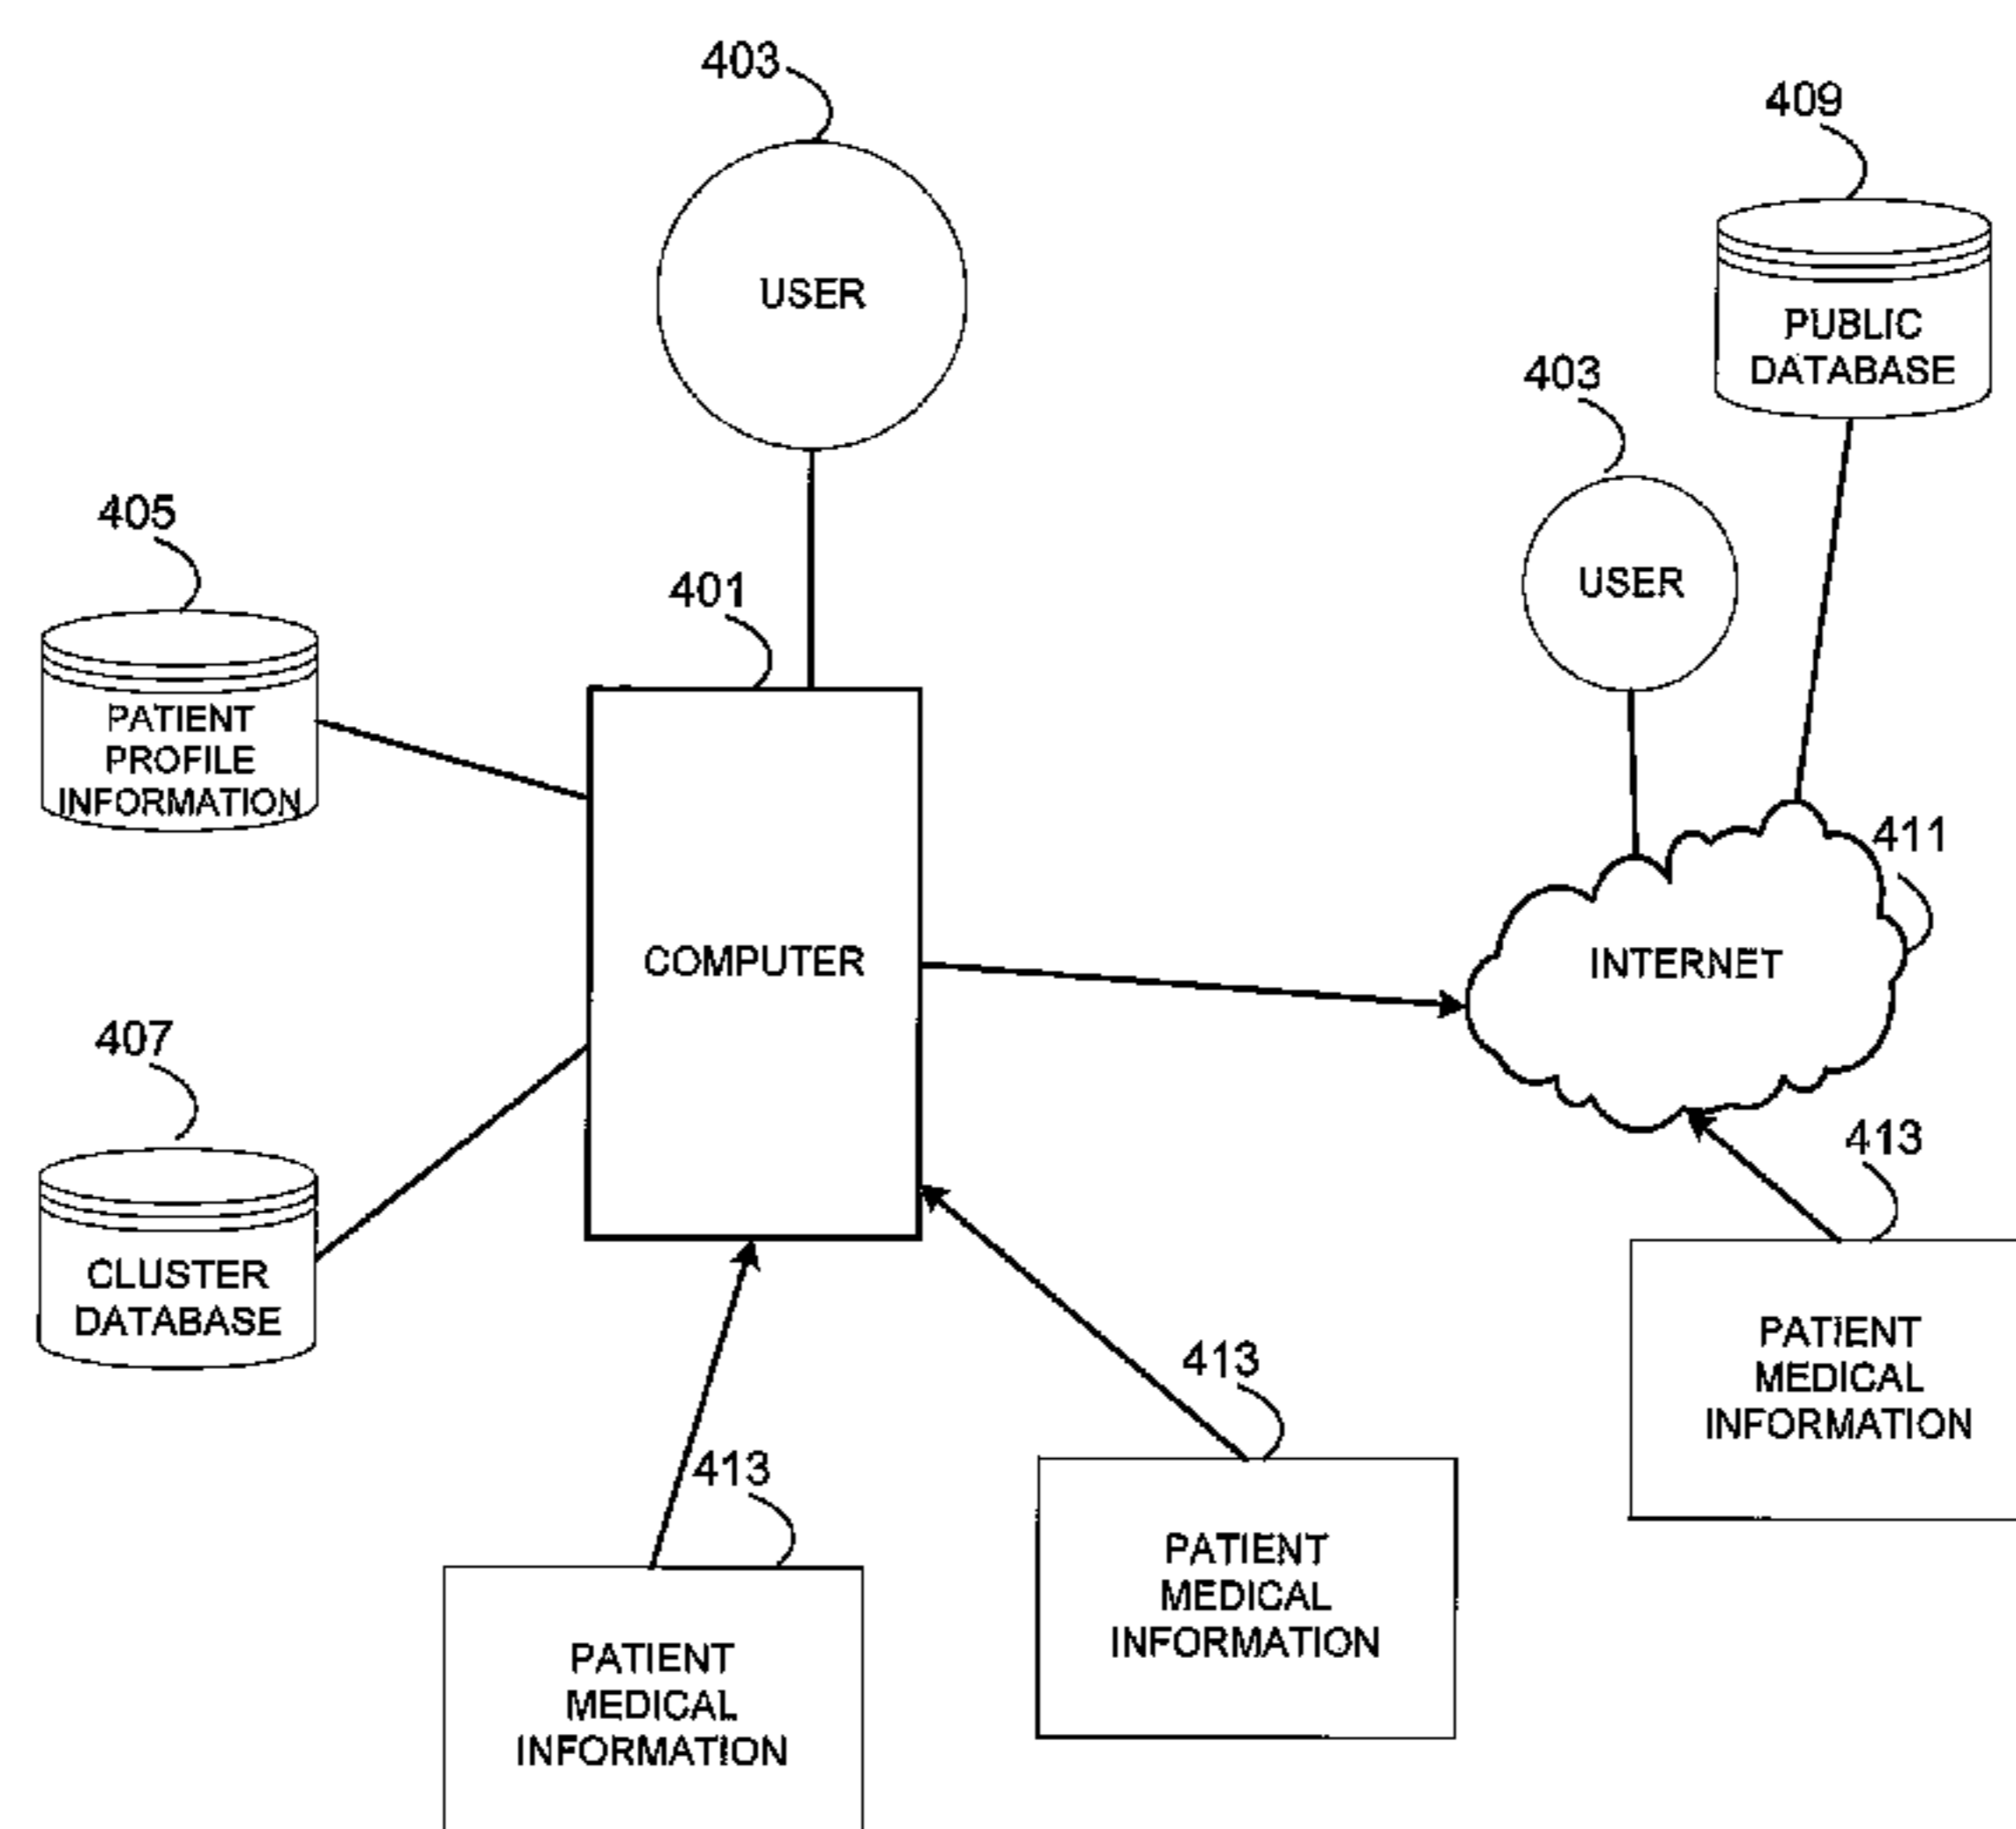 403
USER
409
PUBLIC
DATABASE
403
USER
405
PATIENT
PROFILE
INFORMATION
401
COMPUTER
411
INTERNET
407
CLUSTER
DATABASE
413
PATIENT
MEDICAL
INFORMATION
413
PATIENT
MEDICAL
INFORMATION
413
PATIENT
MEDICAL
INFORMATION